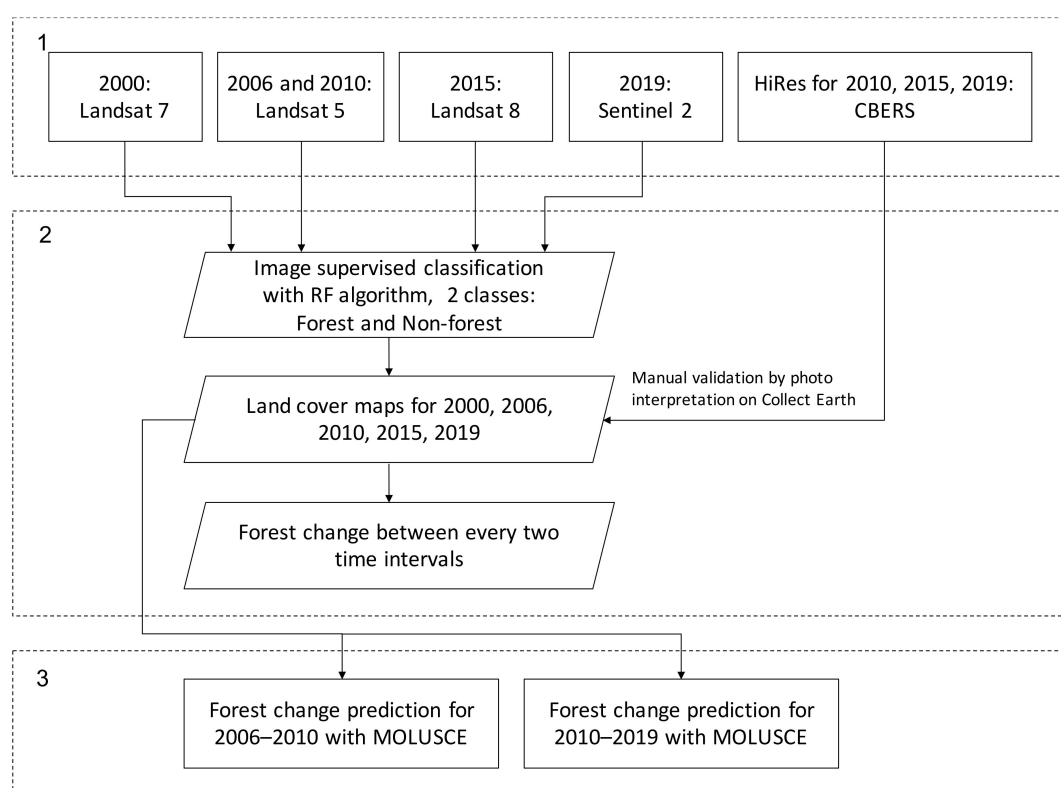 1
2000:
Landsat 7
2006 and 2010:
Landsat 5
2015:
Landsat 8
2019:
Sentinel 2
HiRes for 2010, 2015, 2019:
CBERS
2
Image supervised classification
with RF algorithm, 2 classes:
Forest and Non-forest
Manual validation by photo
interpretation on Collect Earth
Land cover maps for 2000, 2006,
2010, 2015, 2019
Forest change between every two
time intervals
3
Forest change prediction for
2006–2010 with MOLUSCE
Forest change prediction for
2010–2019 with MOLUSCE